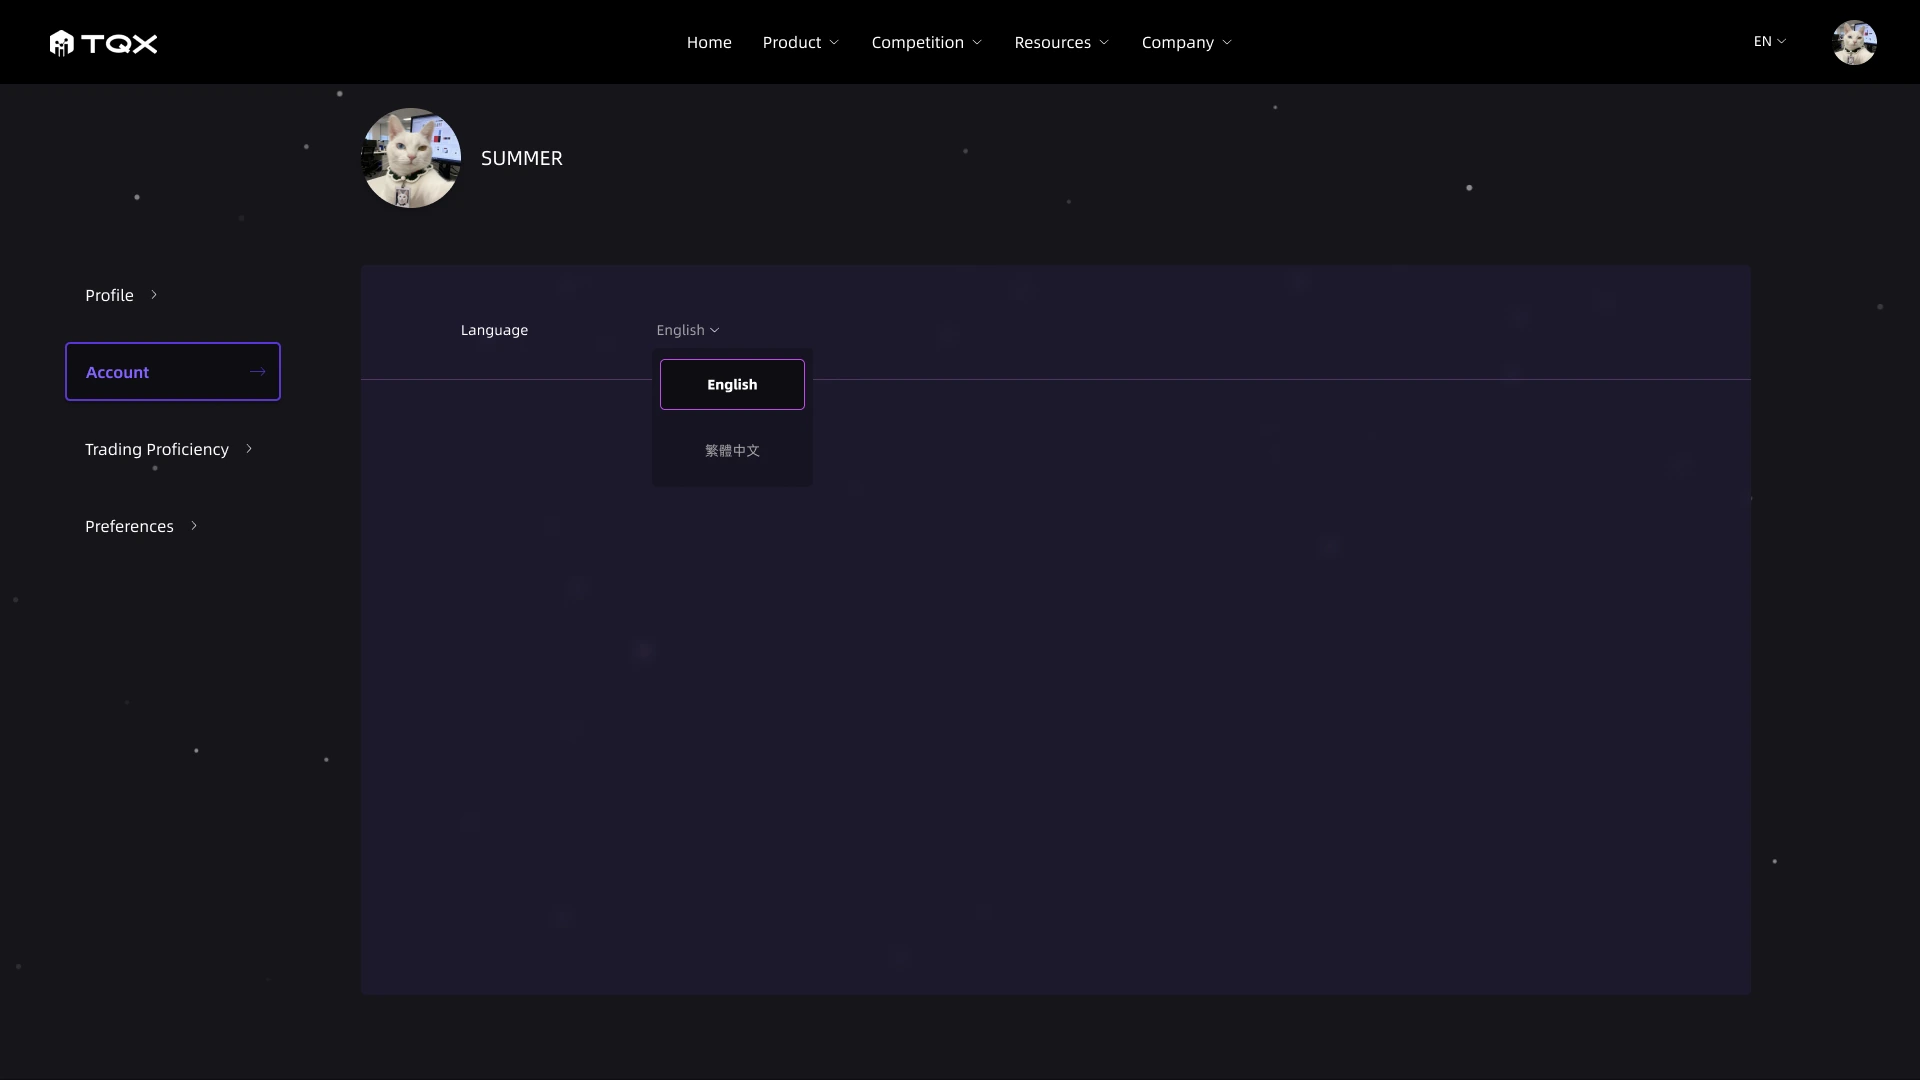 TQX
Home
Product
Competition
Resources
Company
EN
SUMMER
Profile
Account
Trading Proficiency
Preferences
Language
English
English
繁體中文